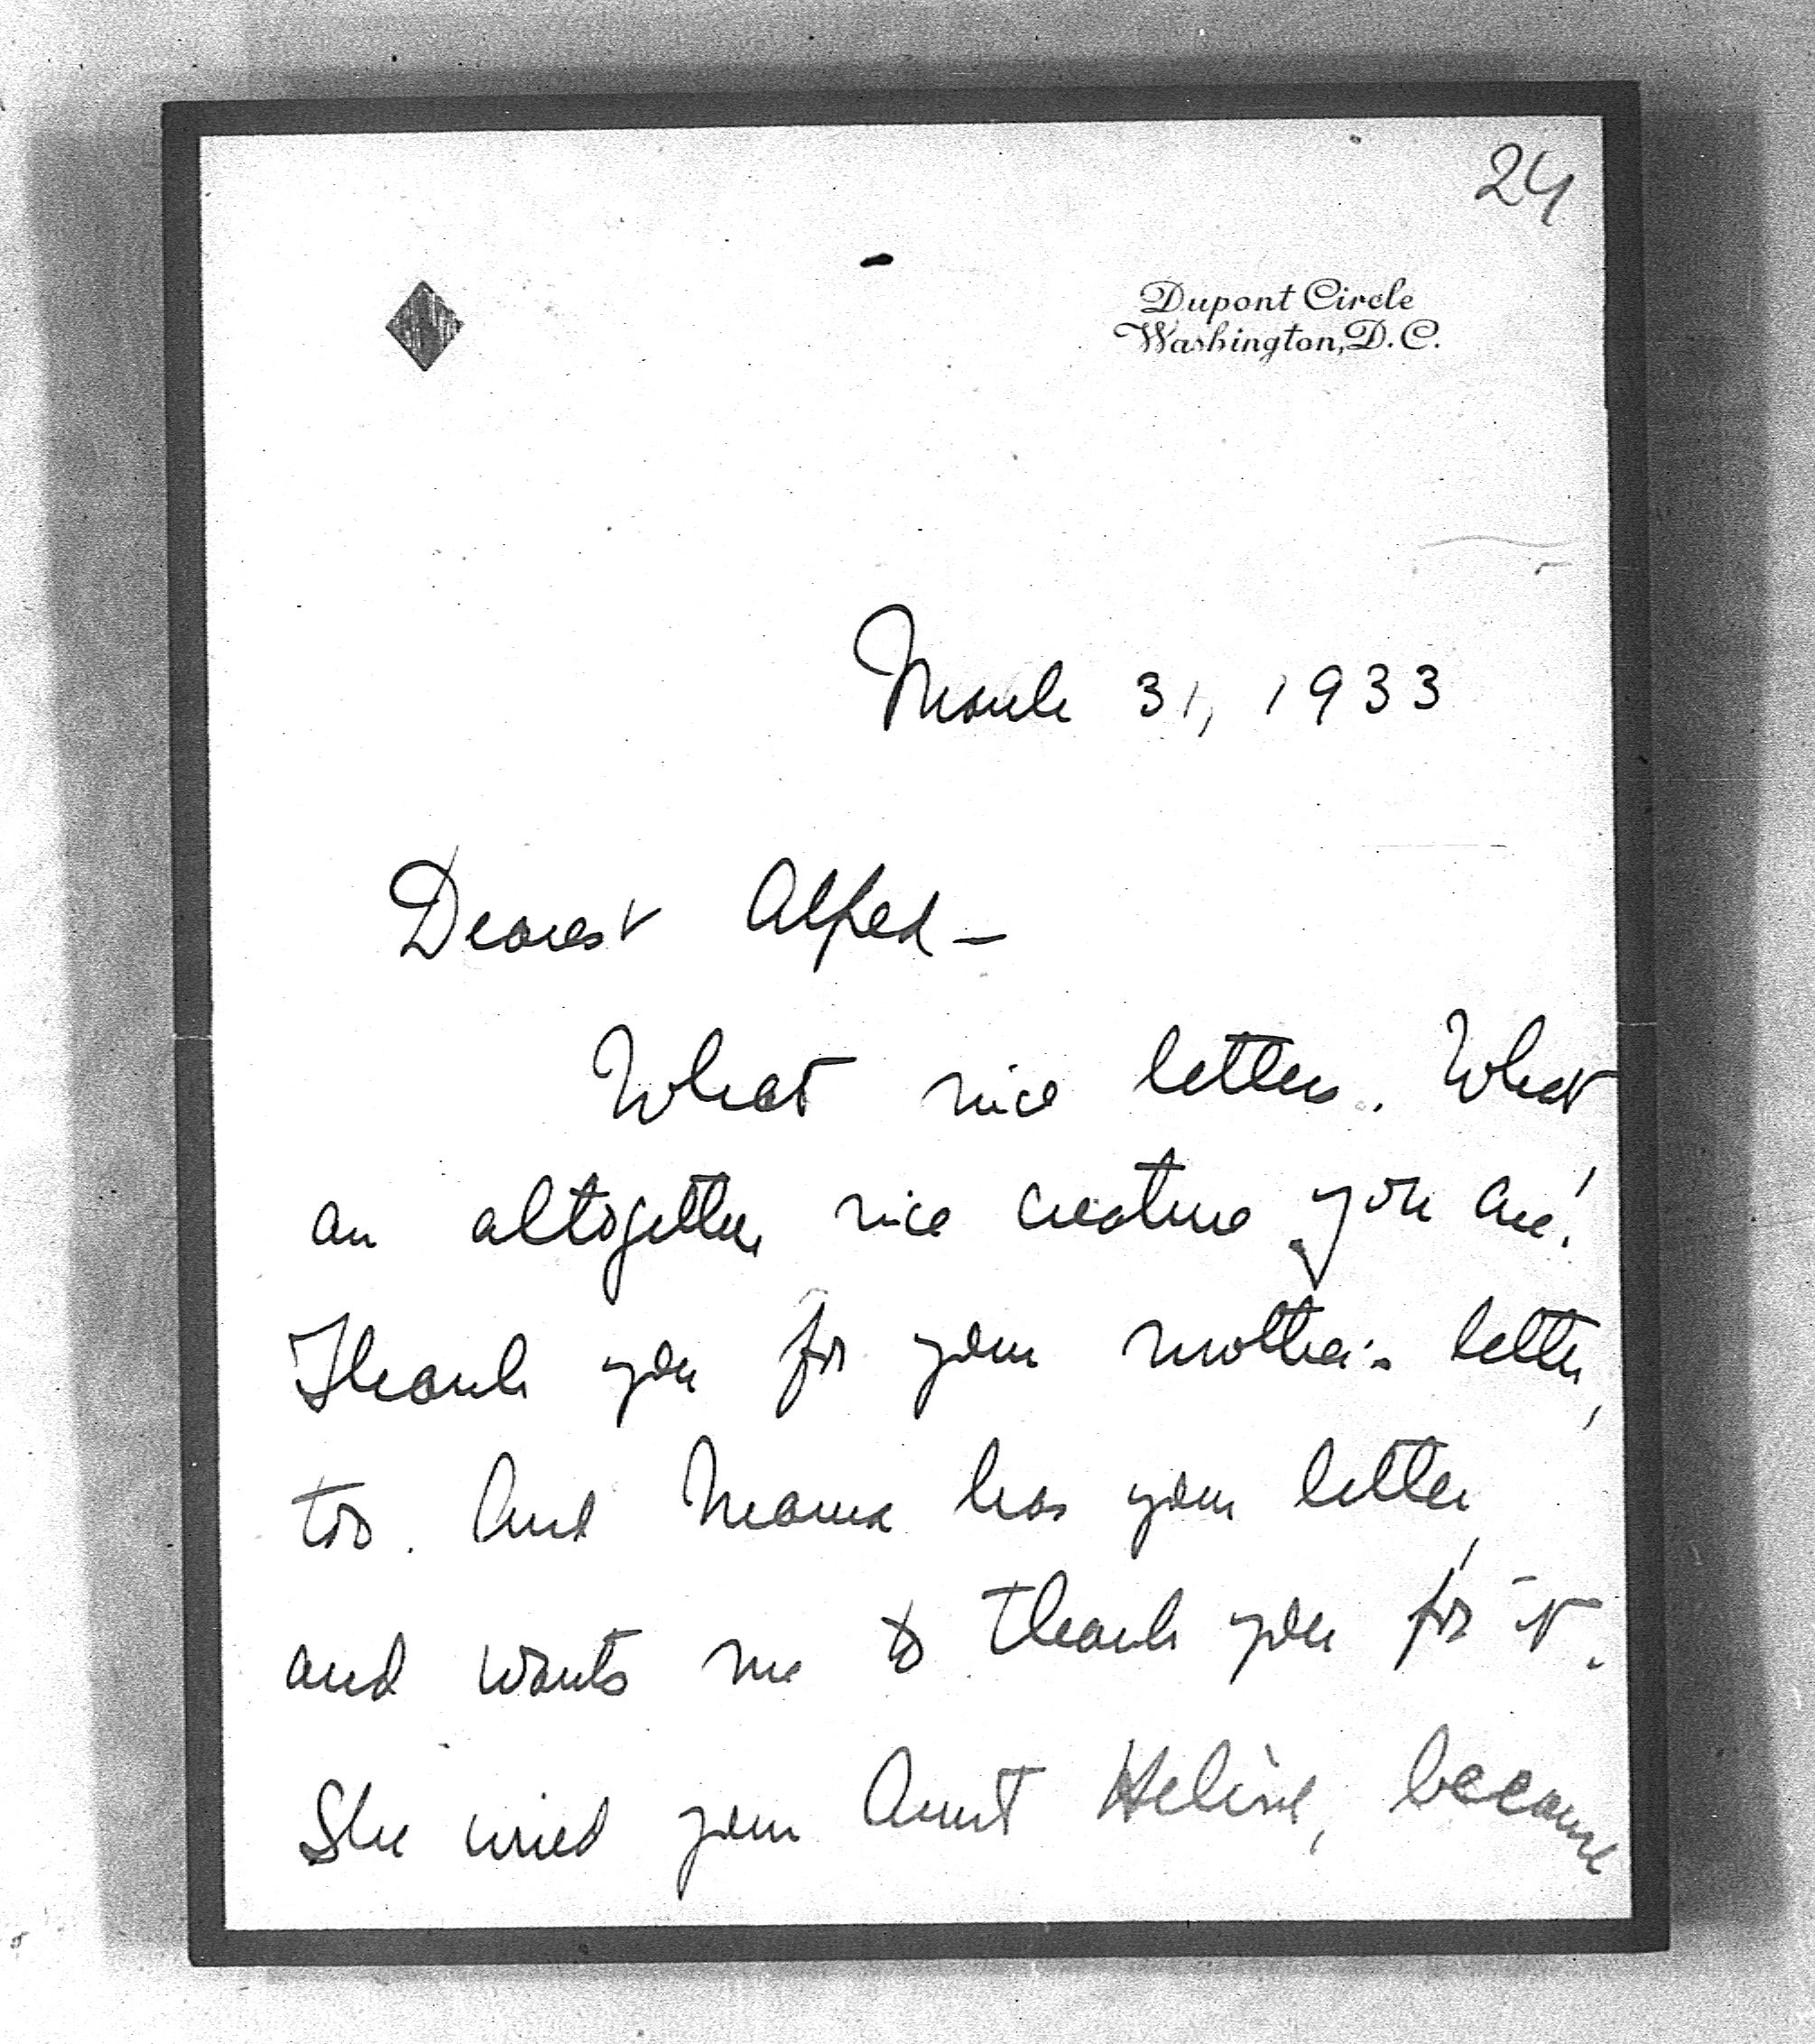 24
Dupont Circle
Washington, D.C.
March 31, 1933
Dearest Alfred –
What nice letters. What
an altogether nice creature you are!
Thank you for your mother's letter,
too. And Mama has your letter,
and wants me to thank you for it.
She wired your Aunt Heline, because